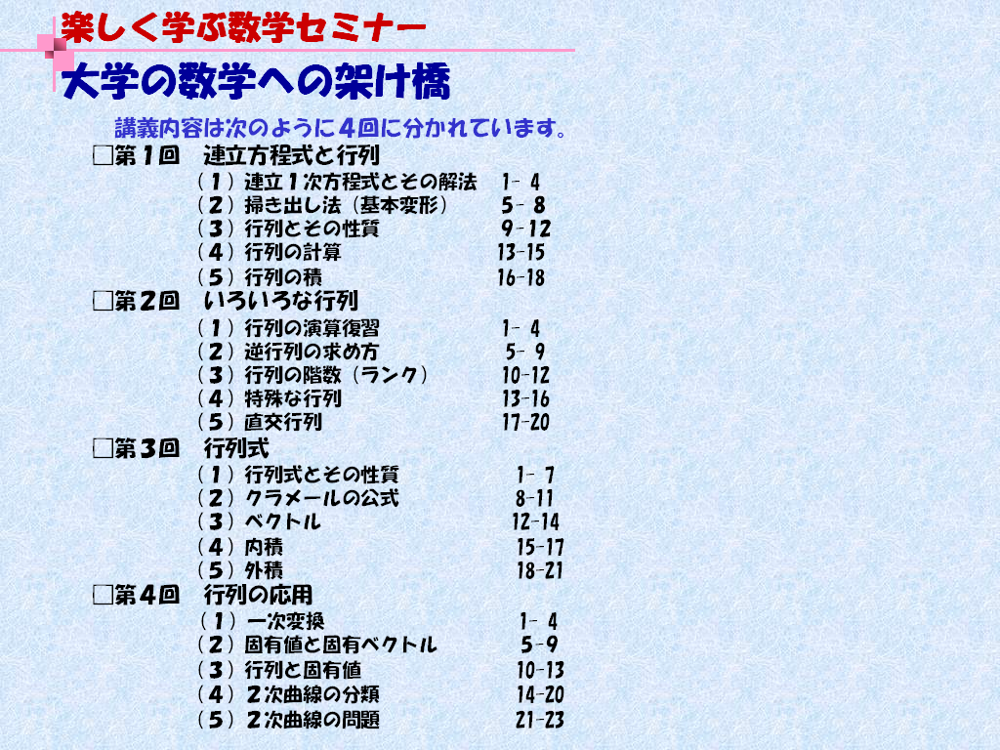 楽しく学ぶ数学セミナー
大学の数学への架け橋
講義内容は次のように４回に分かれています。
□第１回　連立方程式と行列
（１）連立１次方程式とその解法　1- 4
（２）掃き出し法（基本変形）　5- 8
（３）行列とその性質　9-12
（４）行列の計算　13-15
（５）行列の積　16-18
□第２回　いろいろな行列
（１）行列の演算復習　1- 4
（２）逆行列の求め方　5- 9
（３）行列の階数（ランク）　10-12
（４）特殊な行列　13-16
（５）直交行列　17-20
□第３回　行列式
（１）行列式とその性質　1- 7
（２）クラメールの公式　8-11
（３）ベクトル　12-14
（４）内積　15-17
（５）外積　18-21
□第４回　行列の応用
（１）一次変換　1- 4
（２）固有値と固有ベクトル　5-9
（３）行列と固有値　10-13
（４）２次曲線の分類　14-20
（５）２次曲線の問題　21-23